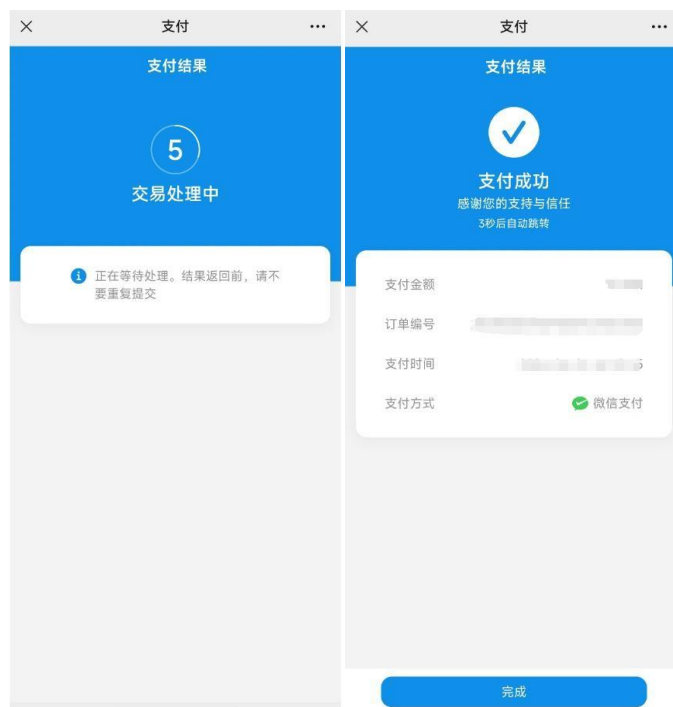 支付
支付结果
5
交易处理中
正在等待处理。结果返回前，请不
要重复提交
支付
支付结果
支付成功
感谢您的支持与信任
3秒后自动跳转
支付金额
订单编号
支付时间
支付方式
微信支付
完成